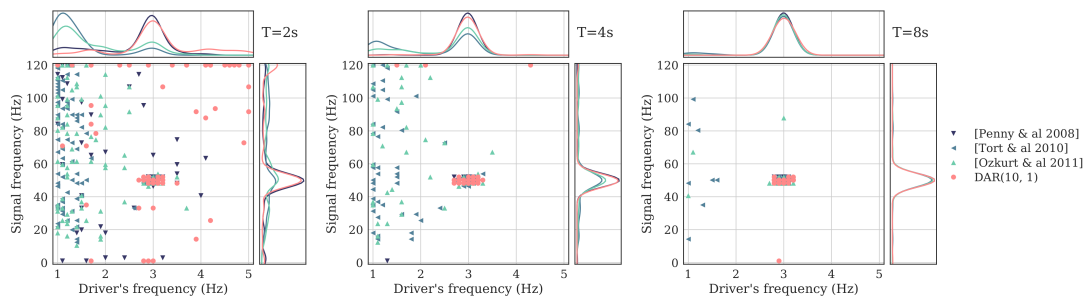 T=2s
T=4s
T=8s
120
100
80
60
40
20
0
Signal frequency (Hz)
1 2 3 4 5
Driver's frequency (Hz)
120
100
80
60
40
20
0
Signal frequency (Hz)
1 2 3 4 5
Driver's frequency (Hz)
120
100
80
60
40
20
0
Signal frequency (Hz)
1 2 3 4 5
Driver's frequency (Hz)
[Penny & al 2008]
[Tort & al 2010]
[Ozkurt & al 2011]
DAR(10, 1)